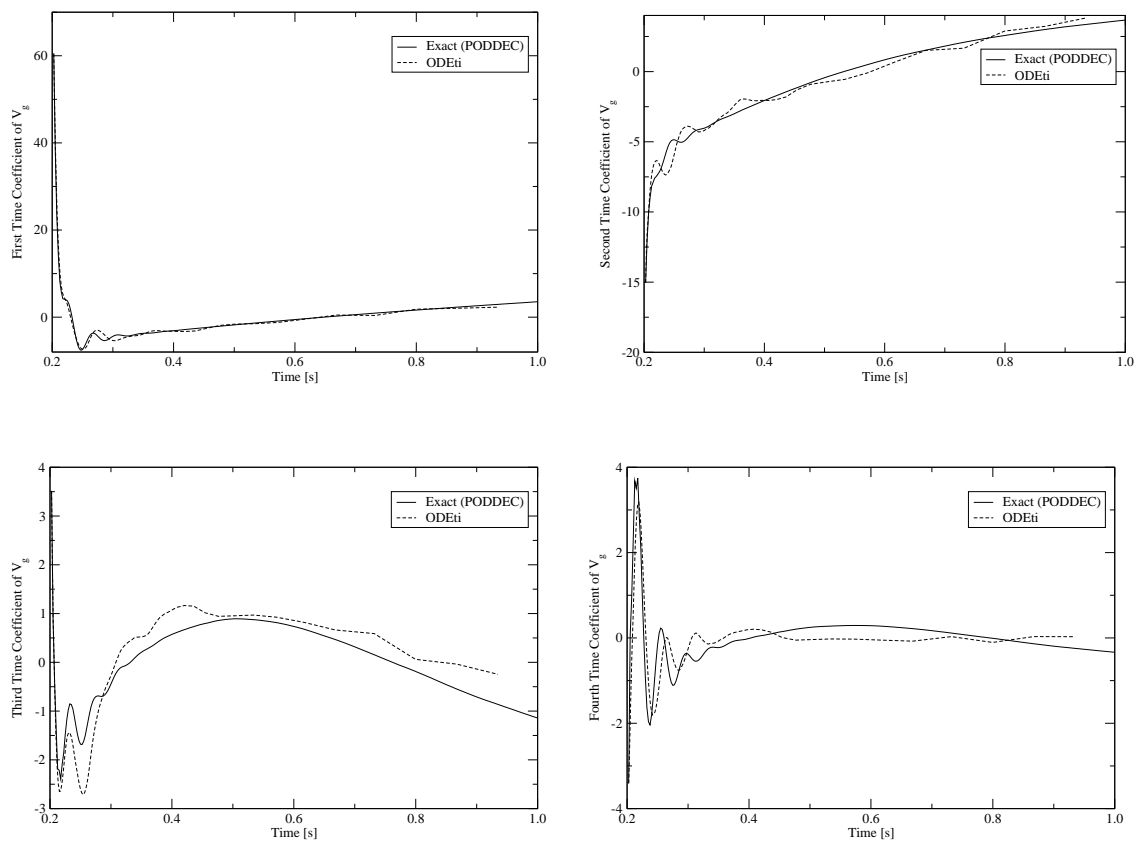 60
40
20
0
0.2 0.4 0.6 0.8 1.0
Time [s]
First Time Coefficient of Vg
Exact (PODDEC)
ODEti
0
-5
-10
-15
-20
0.2 0.4 0.6 0.8 1.0
Time [s]
Second Time Coefficient of Vg
Exact (PODDEC)
ODEti
4
3
2
1
0
-1
-2
-3
0.2 0.4 0.6 0.8 1.0
Time [s]
Third Time Coefficient of Vg
Exact (PODDEC)
ODEti
4
2
0
-2
-4
0.2 0.4 0.6 0.8 1.0
Time [s]
Fourth Time Coefficient of Vg
Exact (PODDEC)
ODEti